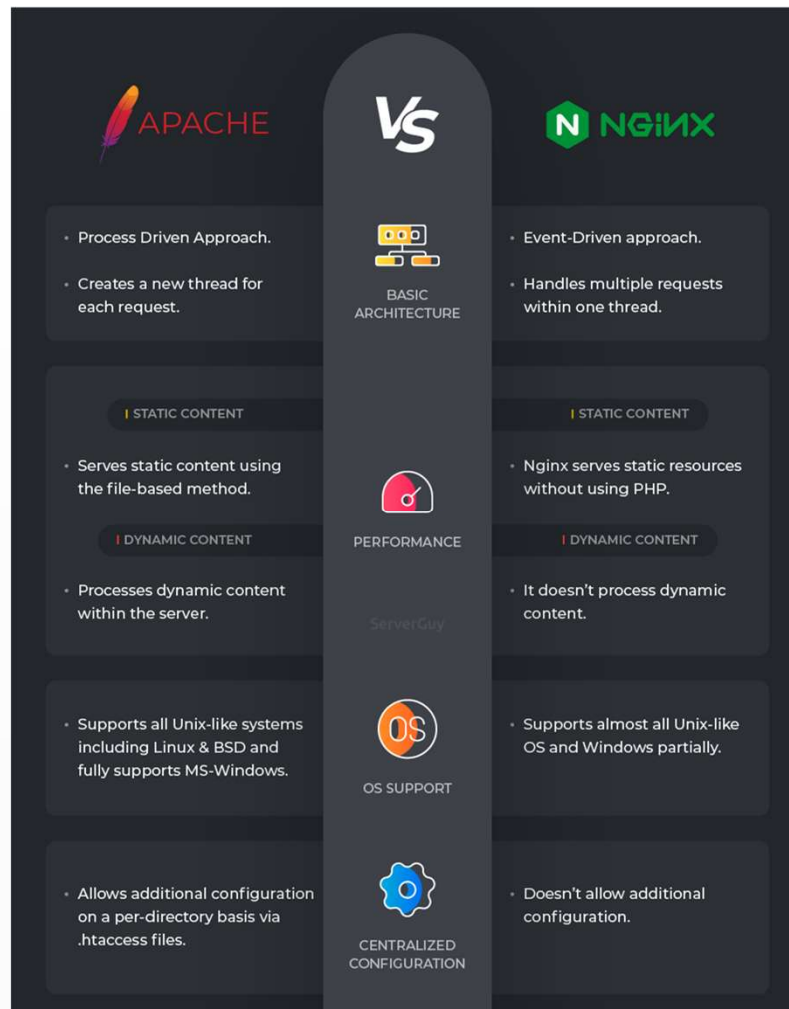 APACHE
VS
NGINX
• Process Driven Approach.
• Creates a new thread for
each request.
BASIC
ARCHITECTURE
• Event-Driven approach.
• Handles multiple requests
within one thread.
STATIC CONTENT
• Serves static content using
the file-based method.
DYNAMIC CONTENT
• Processes dynamic content
within the server.
PERFORMANCE
ServerGuy
STATIC CONTENT
• Nginx serves static resources
without using PHP.
DYNAMIC CONTENT
• It doesn't process dynamic
content.
• Supports all Unix-like systems
including Linux & BSD and
fully supports MS-Windows.
OS
OS SUPPORT
• Supports almost all Unix-like
OS and Windows partially.
• Allows additional configuration
on a per-directory basis via
.htaccess files.
CENTRALIZED
CONFIGURATION
• Doesn't allow additional
configuration.